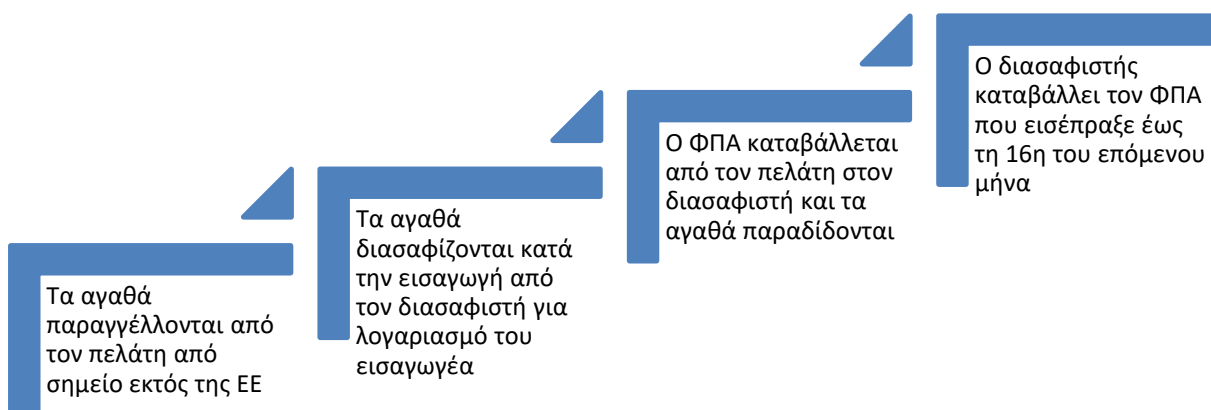 Τα αγαθά
παραγγέλλονται από
τον πελάτη από
σημείο εκτός της ΕΕ
Τα αγαθά
διασαφίζονται κατά
την εισαγωγή από
τον διασαφιστή για
λογαριασμό του
εισαγωγέα
Ο ΦΠΑ καταβάλλεται
από τον πελάτη στον
διασαφιστή και τα
αγαθά παραδίδονται
Ο διασαφιστής
καταβάλλει τον ΦΠΑ
που εισέπραξε έως
τη 16η του επόμενου
μήνα